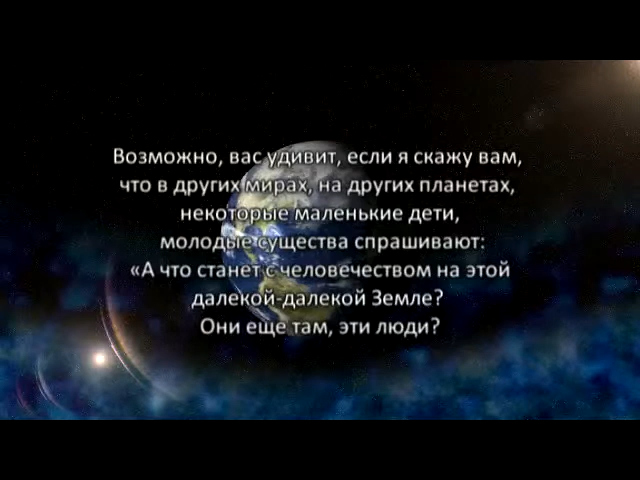 Возможно, вас удивит, если я скажу вам,
что в других мирах, на других планетах,
некоторые маленькие дети,
молодые существа спрашивают:
«А что станет с человечеством на этой
далекой-далекой Земле?
Они еще там, эти люди?